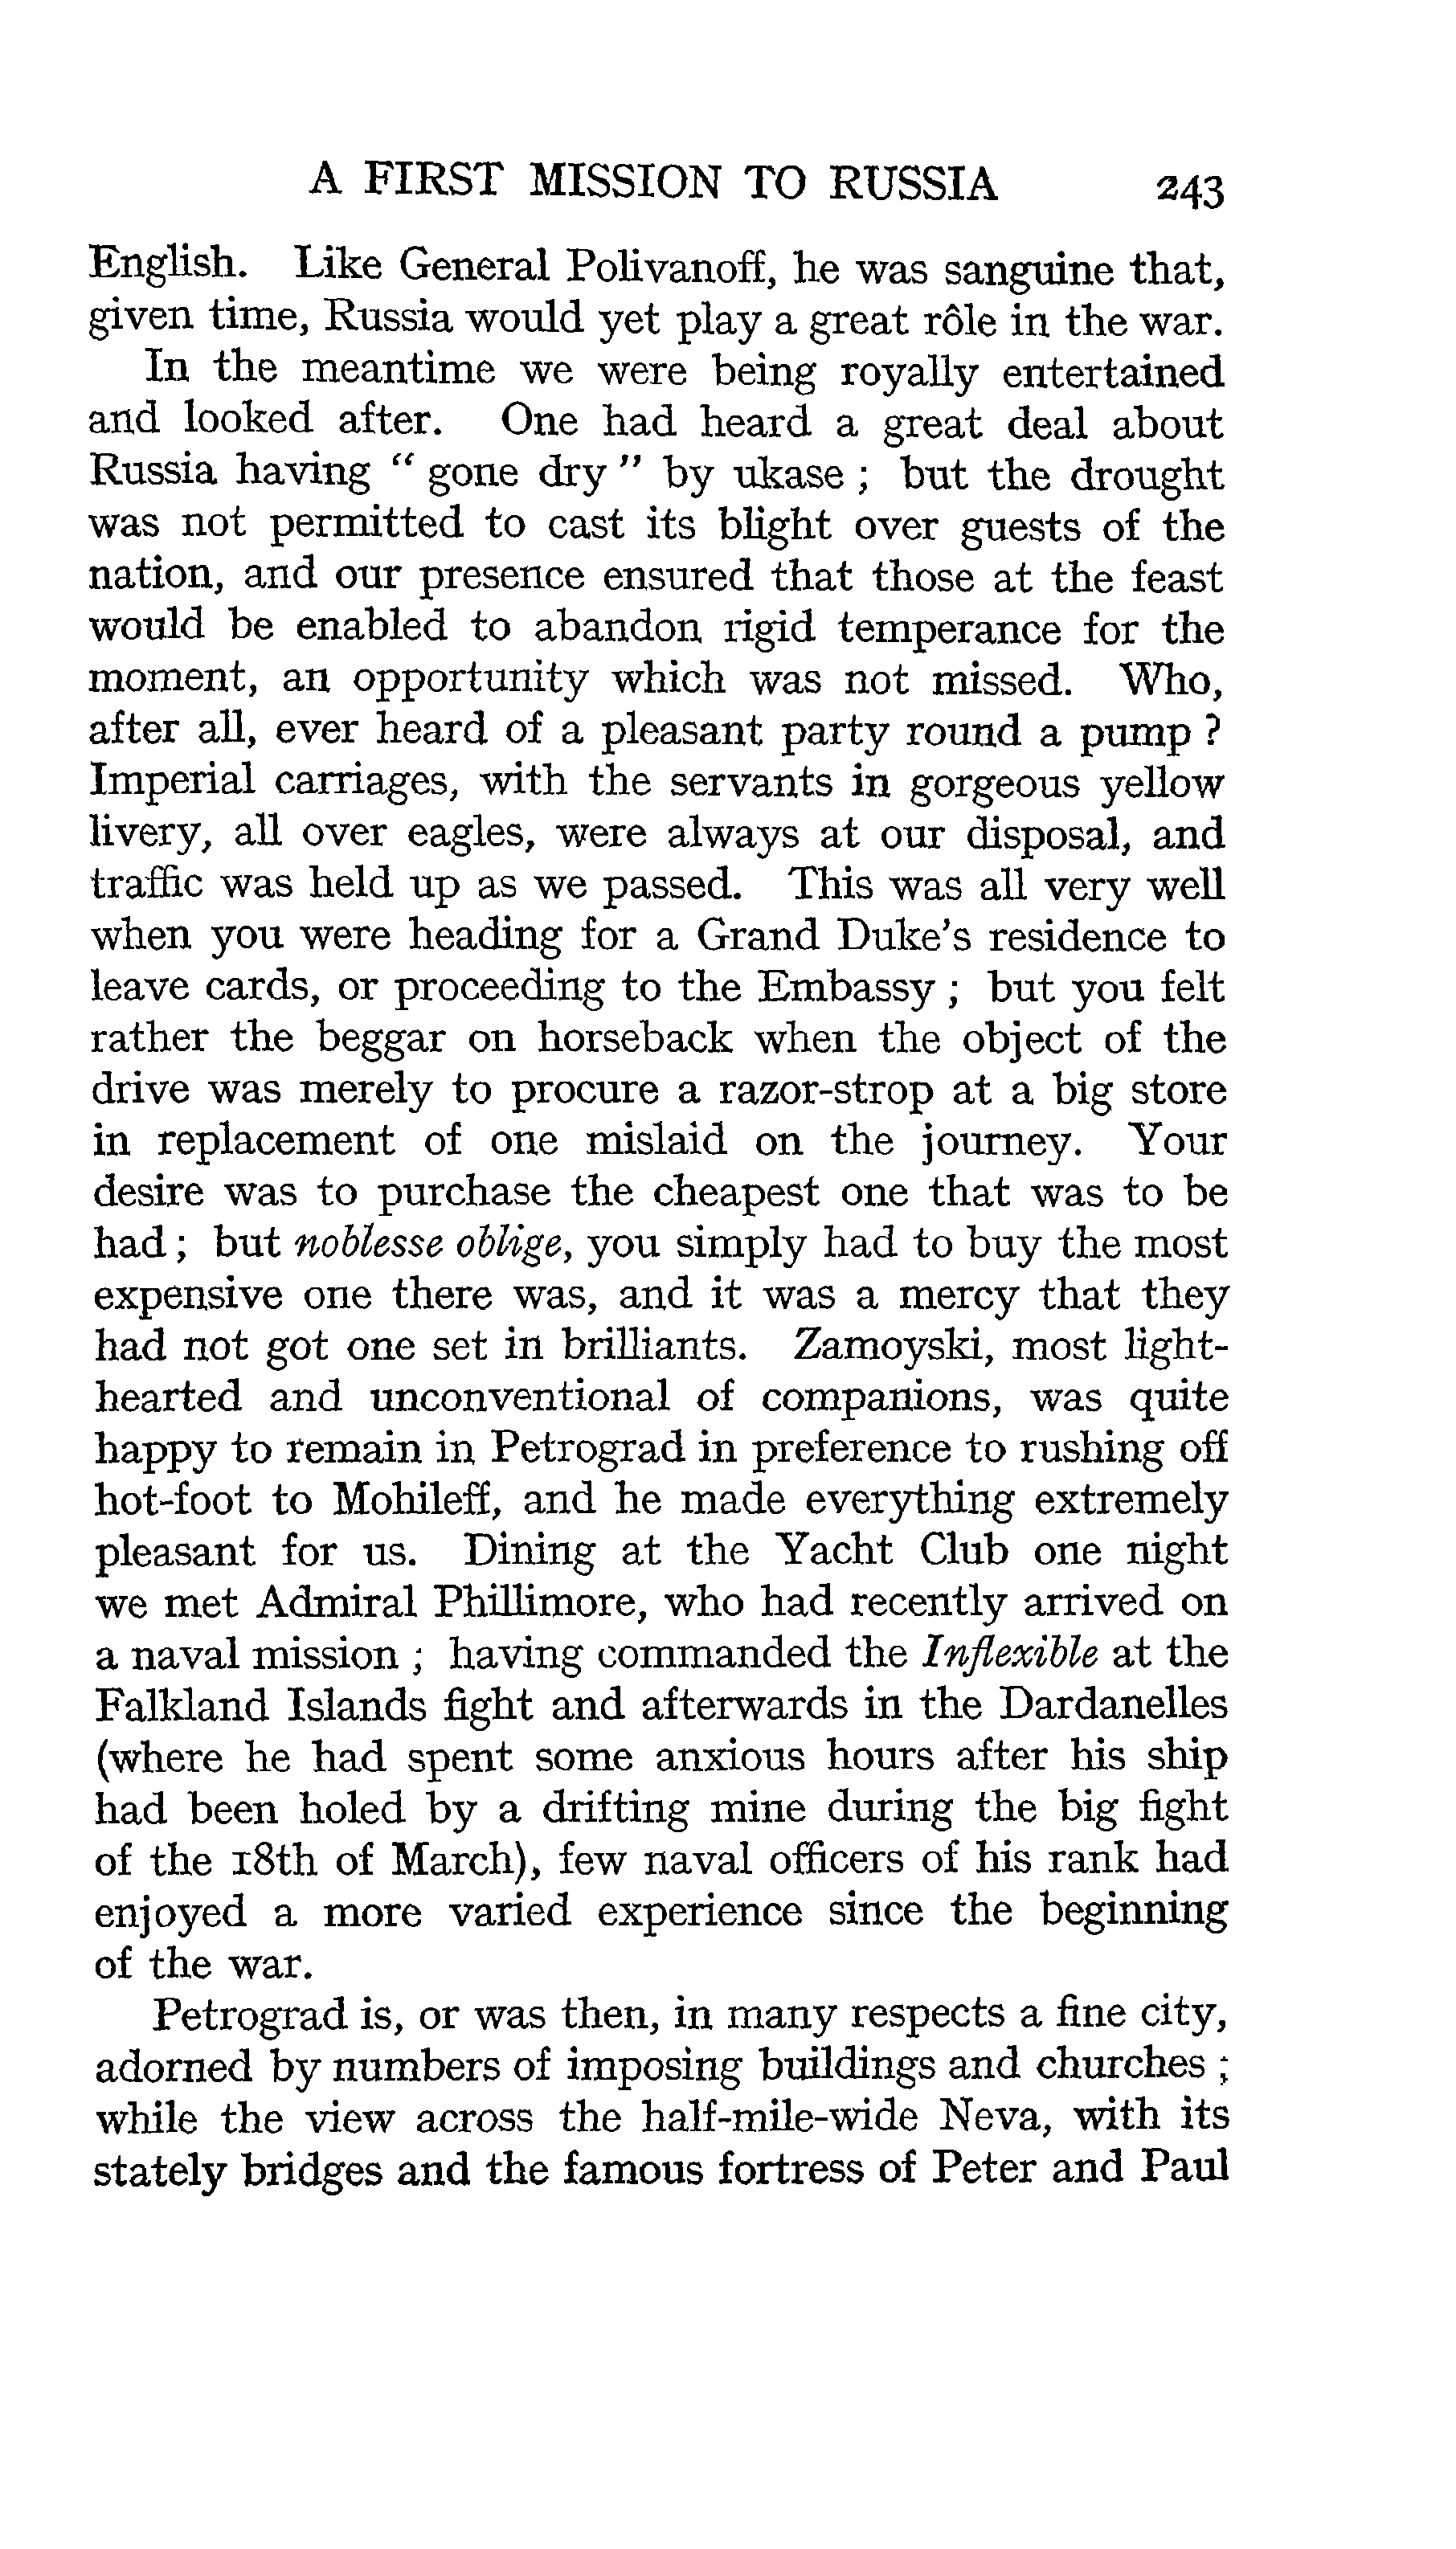 A FIRST MISSION TO RUSSIA 243
English. Like General Polivanoff, he was sanguine that,
given time, Russia would yet play a great rôle in the war.
In the meantime we were being royally entertained
and looked after. One had heard a great deal about
Russia having “ gone dry ” by ukase ; but the drought
was not permitted to cast its blight over guests of the
nation, and our presence ensured that those at the feast
would be enabled to abandon rigid temperance for the
moment, an opportunity which was not missed. Who,
after all, ever heard of a pleasant party round a pump ?
Imperial carriages, with the servants in gorgeous yellow
livery, all over eagles, were always at our disposal, and
traffic was held up as we passed. This was all very well
when you were heading for a Grand Duke’s residence to
leave cards, or proceeding to the Embassy ; but you felt
rather the beggar on horseback when the object of the
drive was merely to procure a razor-strop at a big store
in replacement of one mislaid on the journey. Your
desire was to purchase the cheapest one that was to be
had ; but noblesse oblige, you simply had to buy the most
expensive one there was, and it was a mercy that they
had not got one set in brilliants. Zamoyski, most light-
hearted and unconventional of companions, was quite
happy to remain in Petrograd in preference to rushing off
hot-foot to Mohileff, and he made everything extremely
pleasant for us. Dining at the Yacht Club one night
we met Admiral Phillimore, who had recently arrived on
a naval mission ; having commanded the Inflexible at the
Falkland Islands fight and afterwards in the Dardanelles
(where he had spent some anxious hours after his ship
had been holed by a drifting mine during the big fight
of the 18th of March), few naval officers of his rank had
enjoyed a more varied experience since the beginning
of the war.
Petrograd is, or was then, in many respects a fine city,
adorned by numbers of imposing buildings and churches ;
while the view across the half-mile-wide Neva, with its
stately bridges and the famous fortress of Peter and Paul